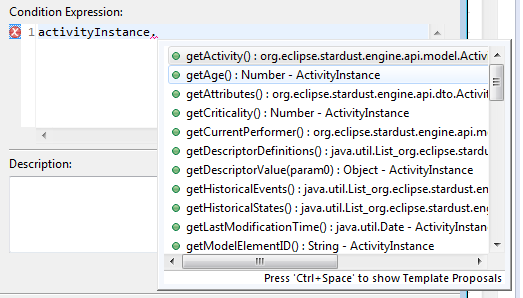 Condition Expression:
1 activityInstance.
getActivity() : org.eclipse.stardust.engine.api.model.Activ
getAge() : Number - ActivityInstance
getAttributes() : org.eclipse.stardust.engine.api.dto.Activity
getCriticality() : Number - ActivityInstance
getCurrentPerformer() : org.eclipse.stardust.engine.api.m
getDescriptorDefinitions() : java.util.List_org.eclipse.stardu
getDescriptorValue(param0) : Object - ActivityInstance
getHistoricalEvents() : java.util.List_org.eclipse.stardust.en
getHistoricalStates() : java.util.List_org.eclipse.stardust.eng
getLastModificationTime() : java.util.Date - ActivityInstan
getModelElementID() : String - ActivityInstance
Description:
Press 'Ctrl+Space' to show Template Proposals